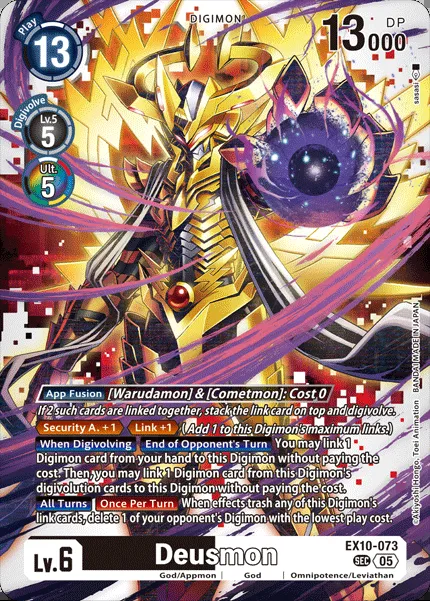 DIGIMON
Play
13
DP
13000
Digivolve
Lv.5
5
Ult.
5
sasasi
©Akiyoshi Hongo, Toei Animation BANDAI MADE IN JAPAN
App Fusion [Warudamon] & [Cometmon]: Cost 0
If 2 such cards are linked together, stack the link card on top and digivolve.
Security A. +1 Link +1 (Add 1 to this Digimon's maximum links.)
When Digivolving End of Opponent's Turn You may link 1
Digimon card from your hand to this Digimon without paying the
cost. Then, you may link 1 Digimon card from this Digimon's
digivolution cards to this Digimon without paying the cost.
All Turns Once Per Turn When effects trash any of this Digimon's
link cards, delete 1 of your opponent's Digimon with the lowest play cost.
Lv.6
Deusmon
EX10-073
SEC 05
God/Appmon God Omnipotence/Leviathan